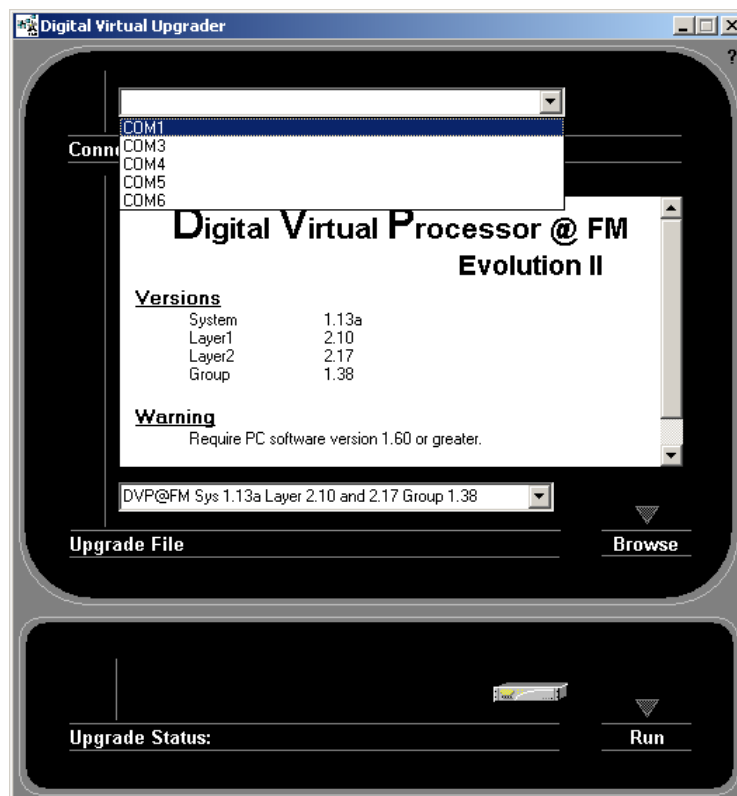 Digital Virtual Upgrader
?
COM1
COM3
COM4
COM5
COM6
Conne
Digital Virtual Processor @ FM
Evolution II
Versions
System 1.13a
Layer1 2.10
Layer2 2.17
Group 1.38
Warning
Require PC software version 1.60 or greater.
DVP@FM Sys 1.13a Layer 2.10 and 2.17 Group 1.38
Upgrade File
Browse
Upgrade Status:
Run